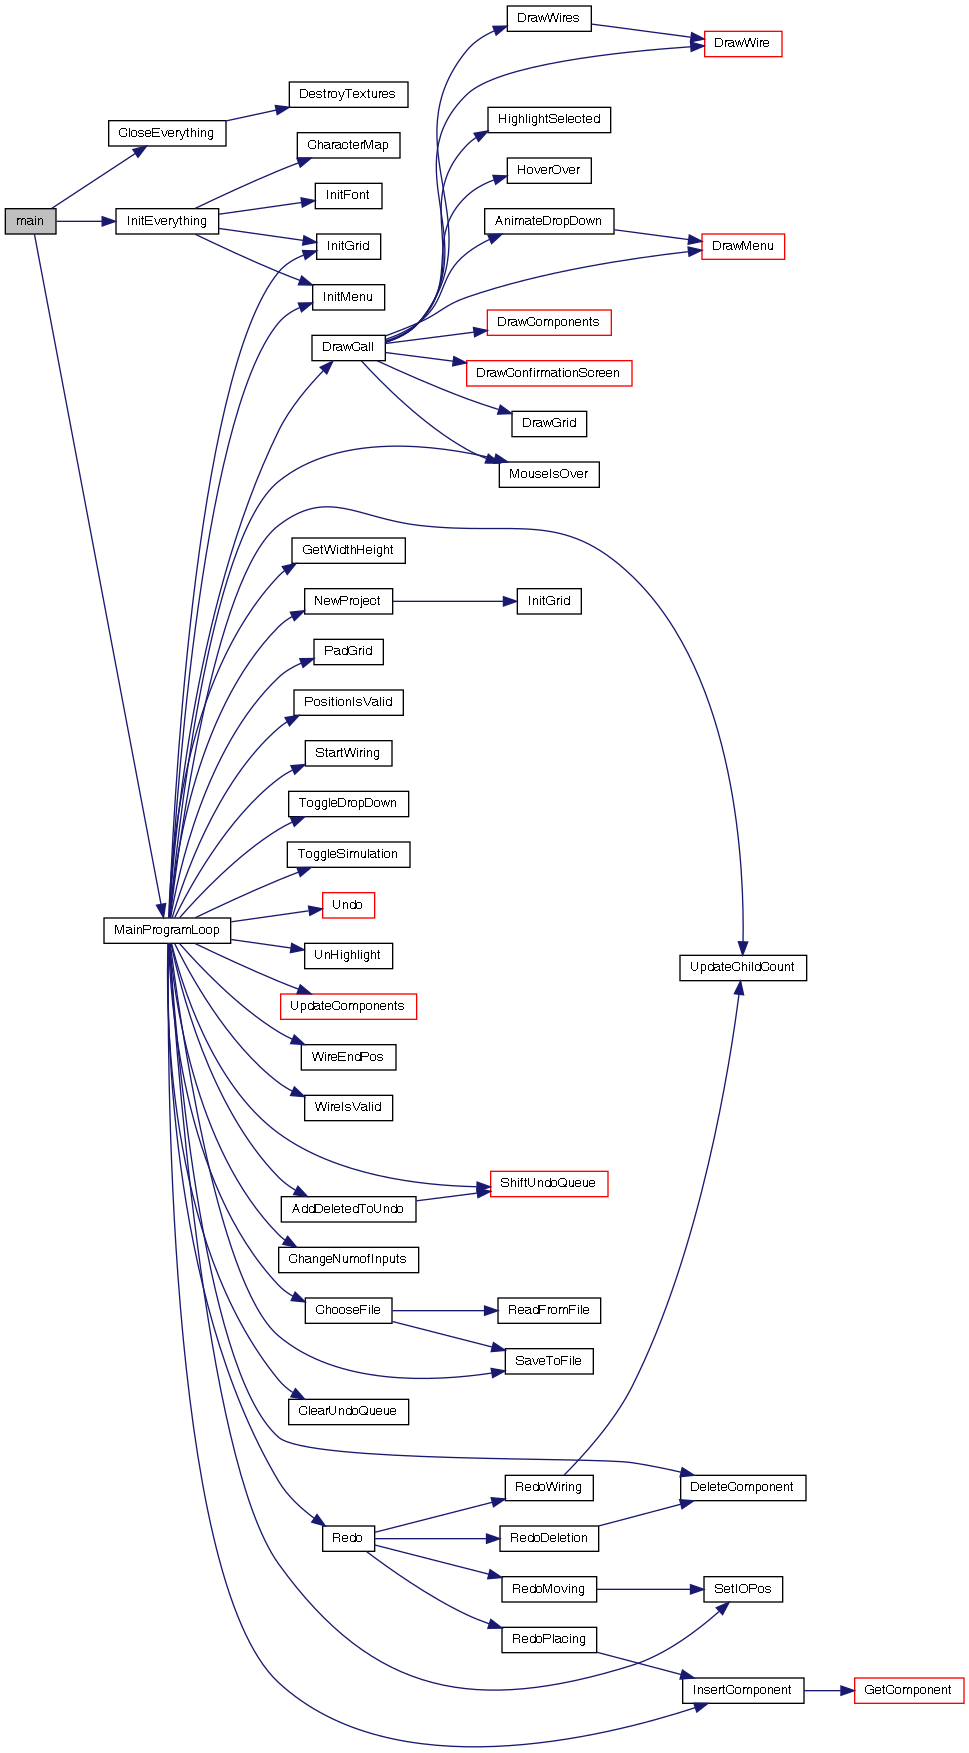 DrawWires
DrawWire
DestroyTextures
HighlightSelected
CloseEverything
CharacterMap
HoverOver
InitFont
main
InitEverything
AnimateDropDown
InitGrid
DrawMenu
InitMenu
DrawComponents
DrawCall
DrawConfirmationScreen
DrawGrid
MouseIsOver
GetWidthHeight
NewProject
InitGrid
PadGrid
PositionIsValid
StartWiring
ToggleDropDown
ToggleSimulation
Undo
MainProgramLoop
UnHighlight
UpdateChildCount
UpdateComponents
WireEndPos
WireIsValid
ShiftUndoQueue
AddDeletedToUndo
ChangeNumofInputs
ChooseFile
ReadFromFile
SaveToFile
ClearUndoQueue
RedoWiring
DeleteComponent
Redo
RedoDeletion
RedoMoving
SetIOPos
RedoPlacing
InsertComponent
GetComponent